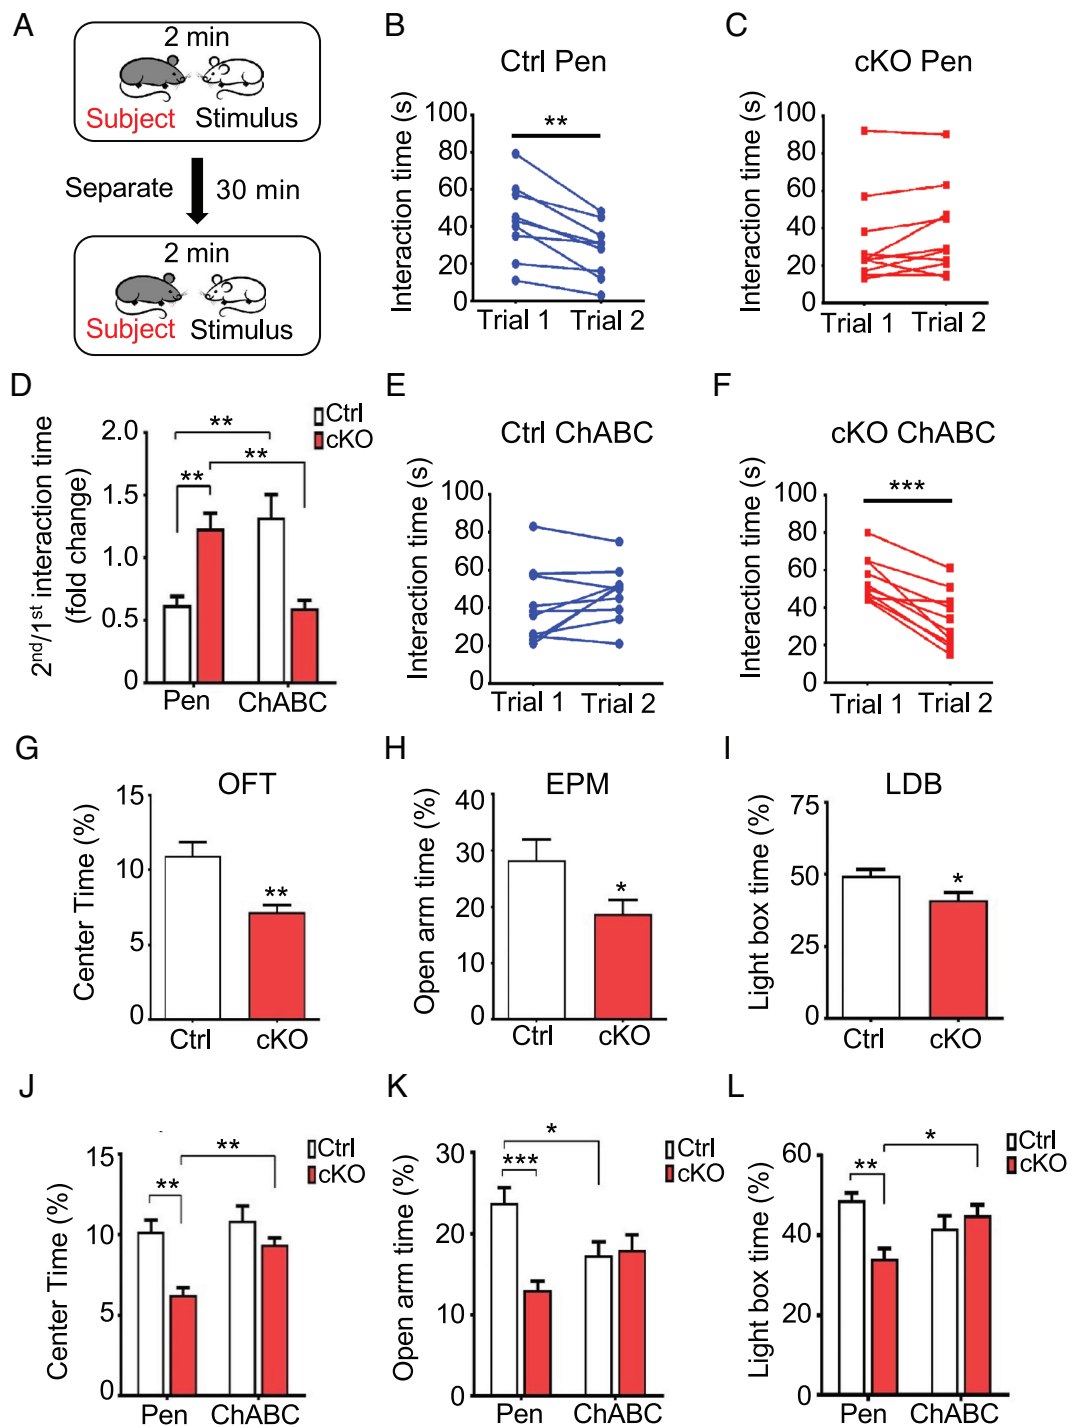 A
2 min
Subject Stimulus
Separate 30 min
2 min
Subject Stimulus
B
Ctrl Pen
**
Interaction time (s)
100
80
60
40
20
0
Trial 1 Trial 2
C
cKO Pen
Interaction time (s)
100
80
60
40
20
0
Trial 1 Trial 2
D
Ctrl
cKO
2nd/1st interaction time
(fold change)
2.0
1.5
1.0
0.5
0
**
**
**
Pen ChABC
E
Ctrl ChABC
Interaction time (s)
100
80
60
40
20
0
Trial 1 Trial 2
F
cKO ChABC
***
Interaction time (s)
100
80
60
40
20
0
Trial 1 Trial 2
G
OFT
Center Time (%)
15
10
5
0
**
Ctrl cKO
H
EPM
Open arm time (%)
40
30
20
10
0
*
Ctrl cKO
I
LDB
Light box time (%)
75
50
25
0
*
Ctrl cKO
J
Ctrl
cKO
Center Time (%)
15
10
5
0
**
**
Pen ChABC
K
Ctrl
cKO
Open arm time (%)
30
20
10
0
*
***
Pen ChABC
L
Ctrl
cKO
Light box time (%)
60
40
20
0
*
**
Pen ChABC